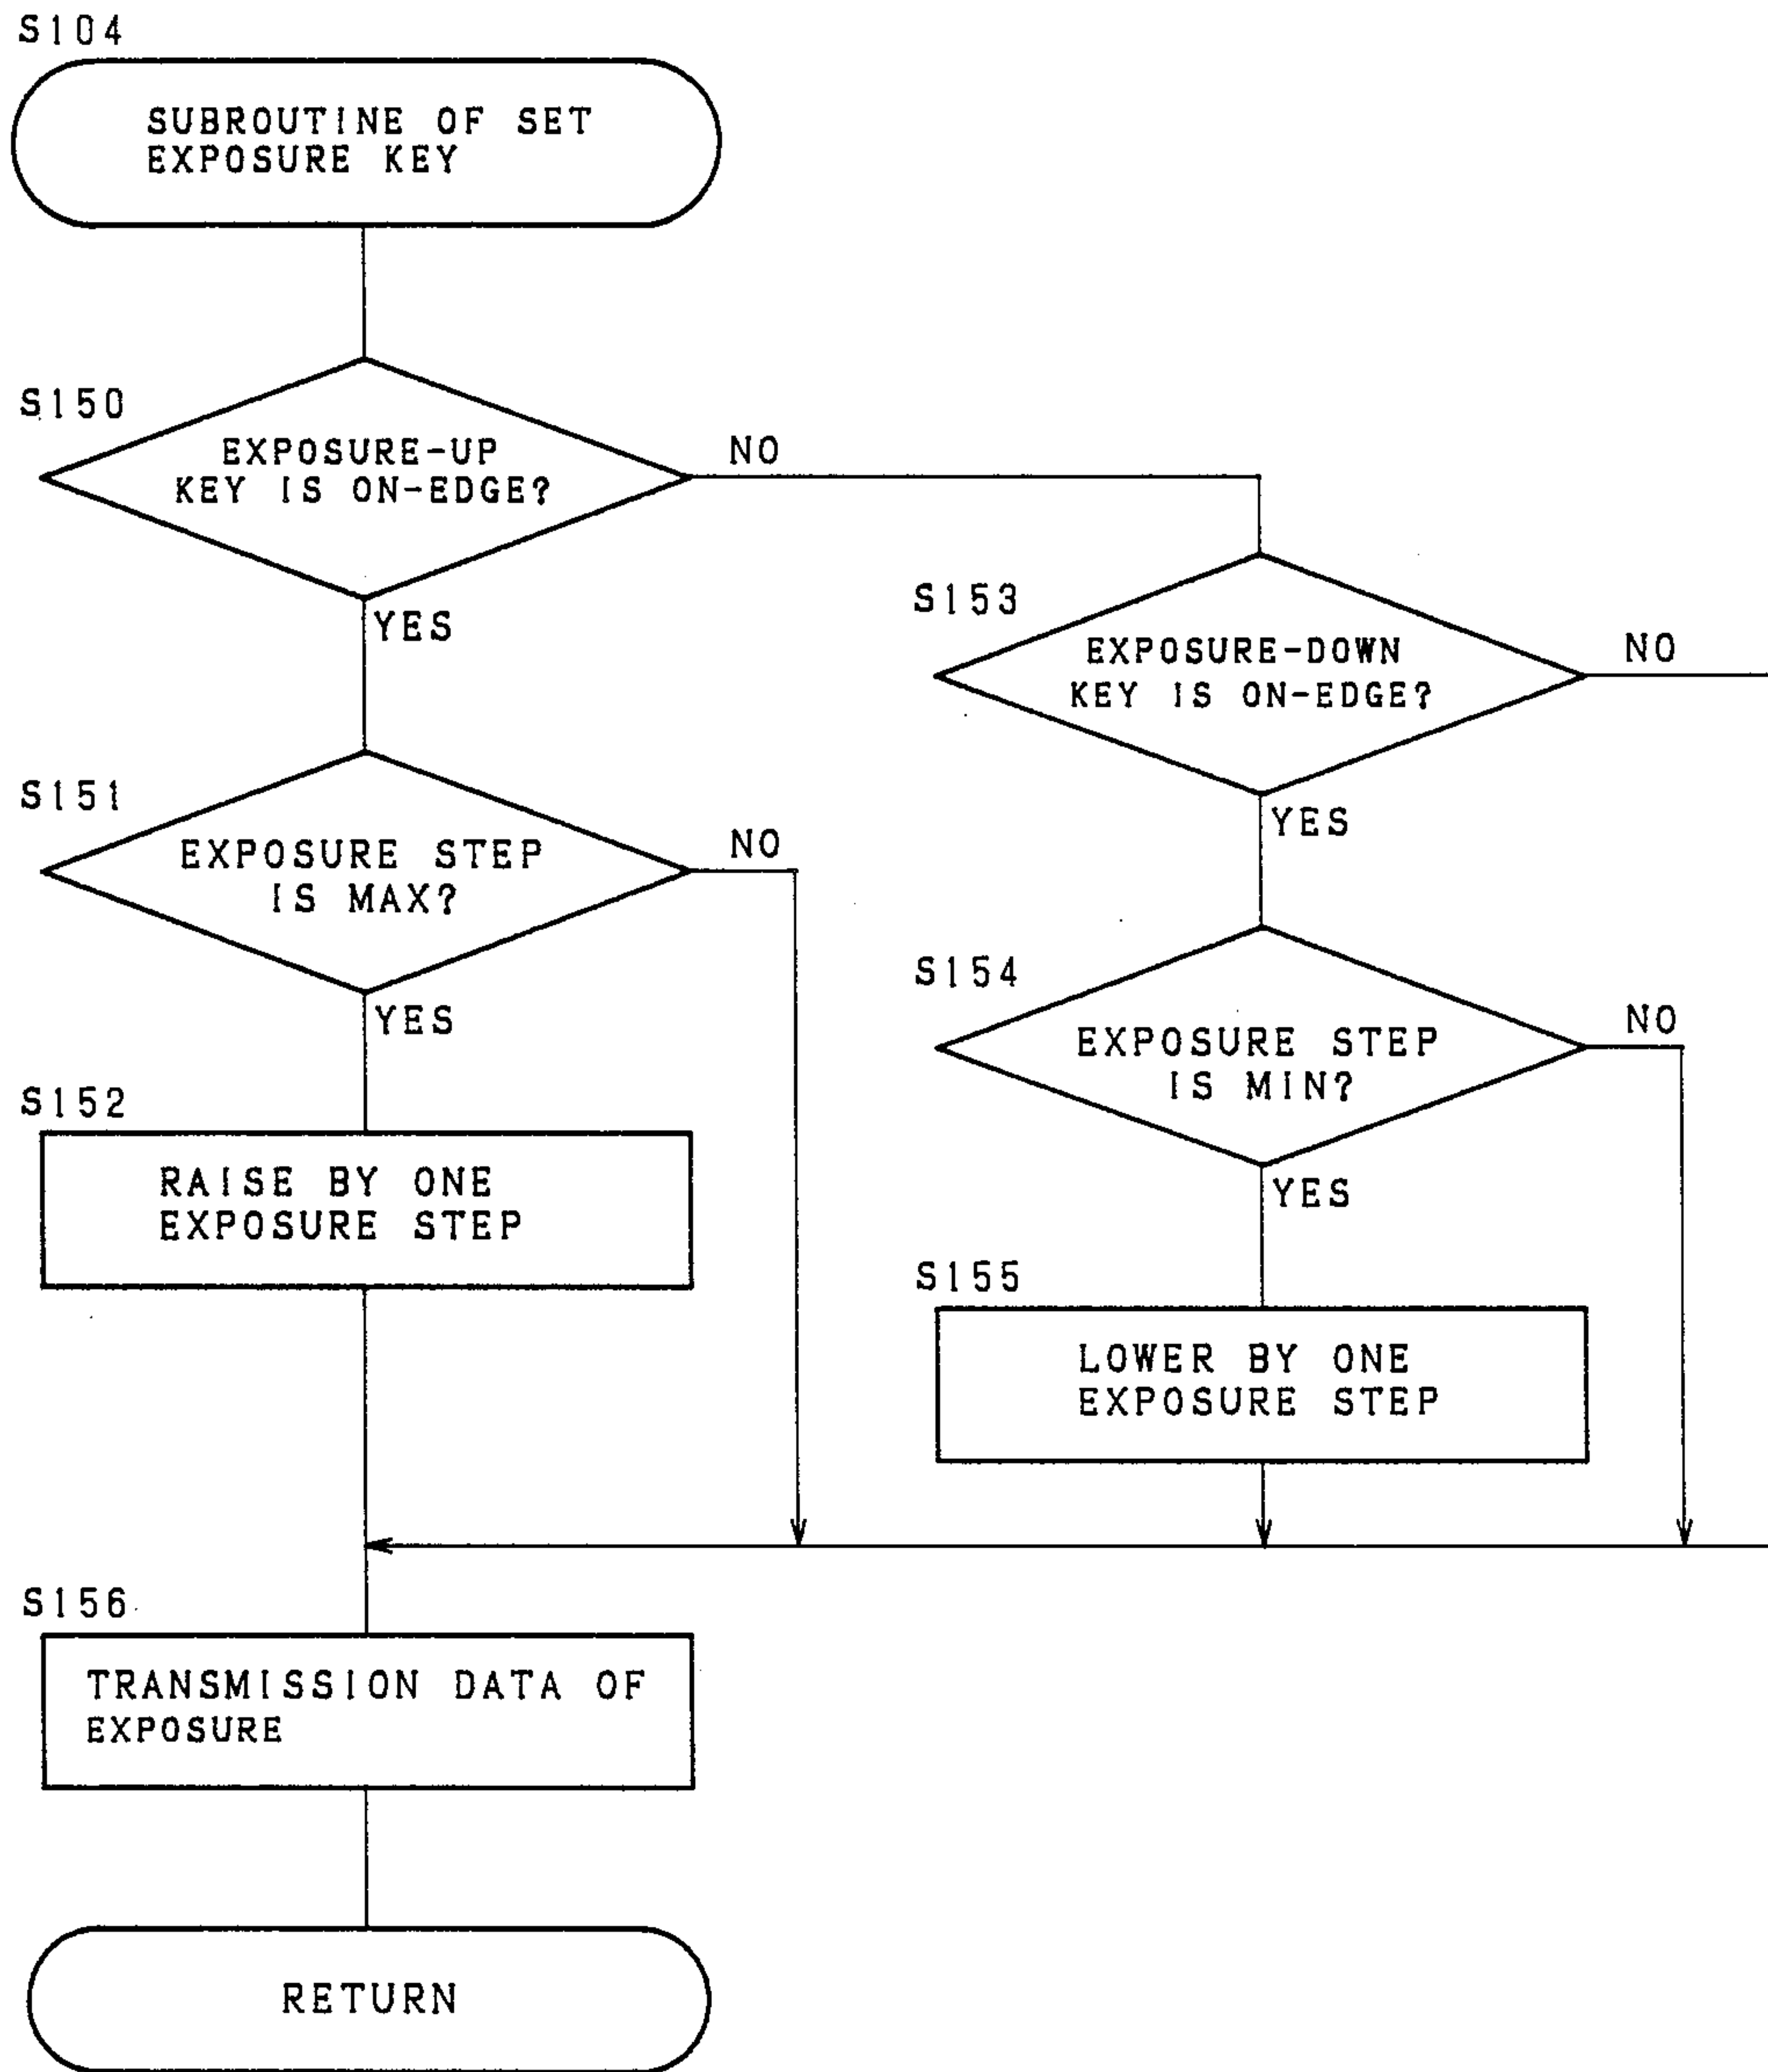 S104
SUBROUTINE OF SET
EXPOSURE KEY
S150
EXPOSURE-UP
KEY IS ON-EDGE?
NO
YES
S153
EXPOSURE-DOWN
KEY IS ON-EDGE?
NO
YES
S151
EXPOSURE STEP
IS MAX?
NO
YES
S154
EXPOSURE STEP
IS MIN?
NO
YES
S152
RAISE BY ONE
EXPOSURE STEP
S155
LOWER BY ONE
EXPOSURE STEP
S156
TRANSMISSION DATA OF
EXPOSURE
RETURN